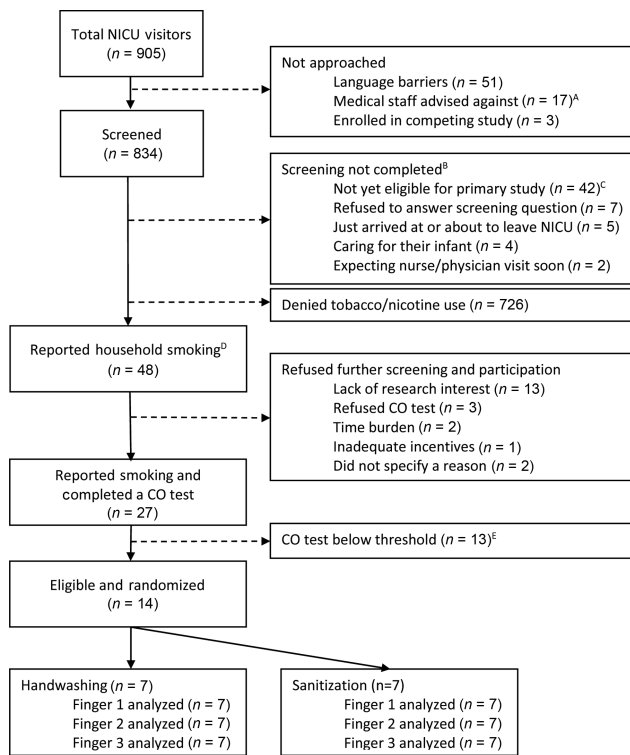 Total NICU visitors
(n = 905)
Not approached
Language barriers (n = 51)
Medical staff advised against (n = 17)A
Enrolled in competing study (n = 3)
Screened
(n = 834)
Screening not completedB
Not yet eligible for primary study (n = 42)C
Refused to answer screening question (n = 7)
Just arrived at or about to leave NICU (n = 5)
Caring for their infant (n = 4)
Expecting nurse/physician visit soon (n = 2)
Denied tobacco/nicotine use (n = 726)
Reported household smokingD
(n = 48)
Refused further screening and participation
Lack of research interest (n = 13)
Refused CO test (n = 3)
Time burden (n = 2)
Inadequate incentives (n = 1)
Did not specify a reason (n = 2)
Reported smoking and
completed a CO test
(n = 27)
CO test below threshold (n = 13)E
Eligible and randomized
(n = 14)
Handwashing (n = 7)
Finger 1 analyzed (n = 7)
Finger 2 analyzed (n = 7)
Finger 3 analyzed (n = 7)
Sanitization (n=7)
Finger 1 analyzed (n = 7)
Finger 2 analyzed (n = 7)
Finger 3 analyzed (n = 7)